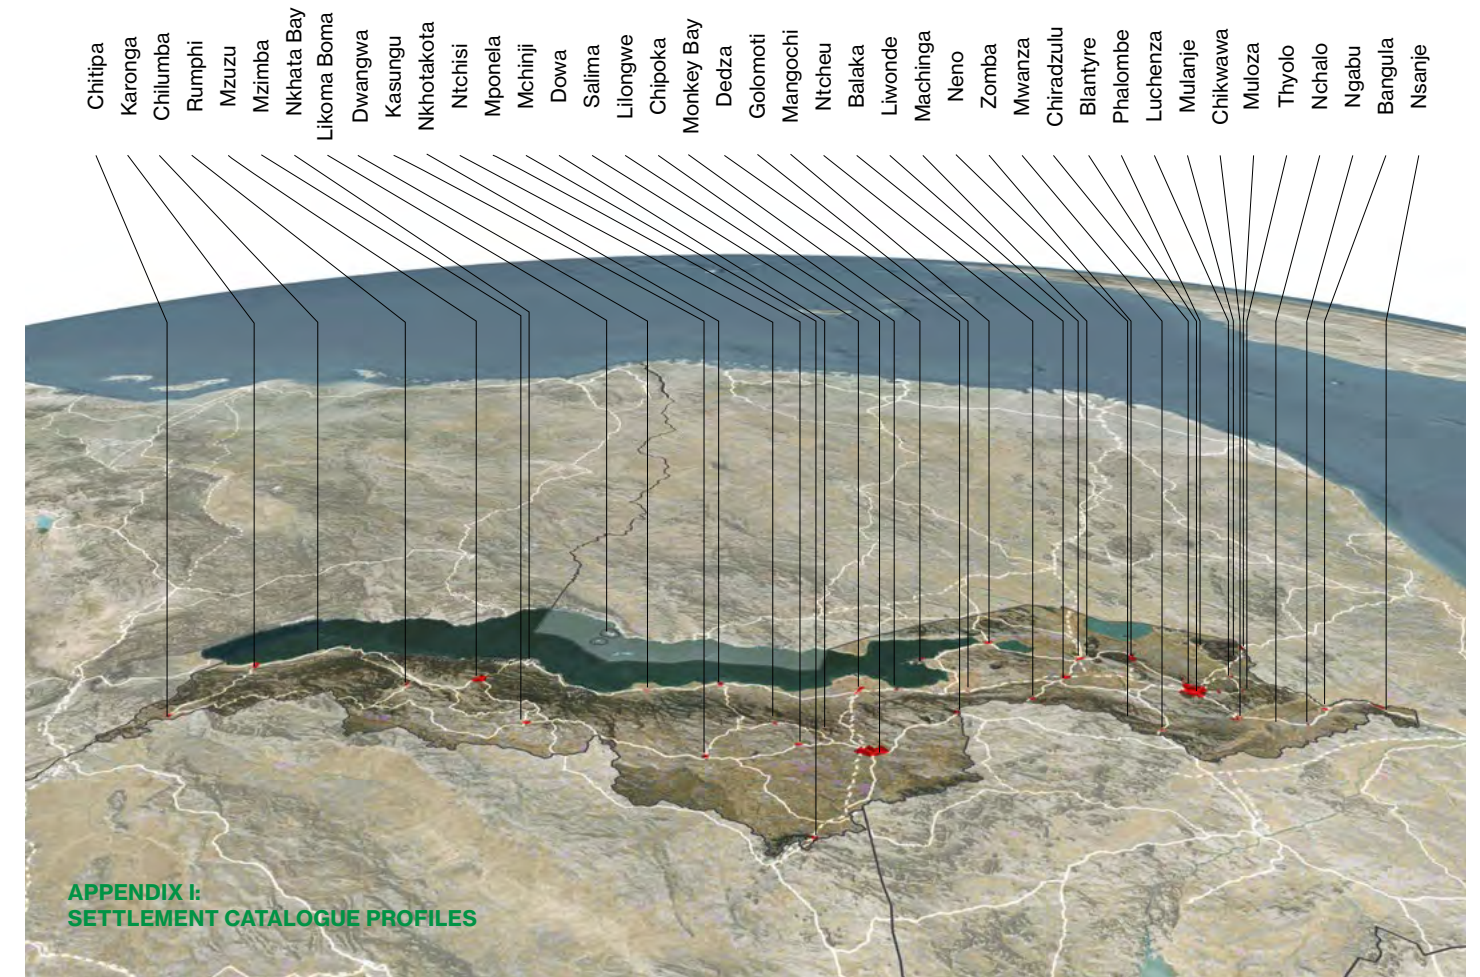 Chitipa
Karonga
Chilumba
Rumphi
Mzuzu
Mzimba
Nkhata Bay
Likoma Boma
Dwangwa
Kasungu
Nkhotakota
Ntchisi
Mponela
Mchinji
Dowa
Salima
Lilongwe
Chipoka
Monkey Bay
Dedza
Golomoti
Mangochi
Ntcheu
Balaka
Liwonde
Machinga
Neno
Zomba
Mwanza
Chiradzulu
Blantyre
Phalombe
Luchenza
Mulanje
Chikwawa
Muloza
Thyolo
Nchalo
Ngabu
Bangula
Nsanje
APPENDIX I:
SETTLEMENT CATALOGUE PROFILES